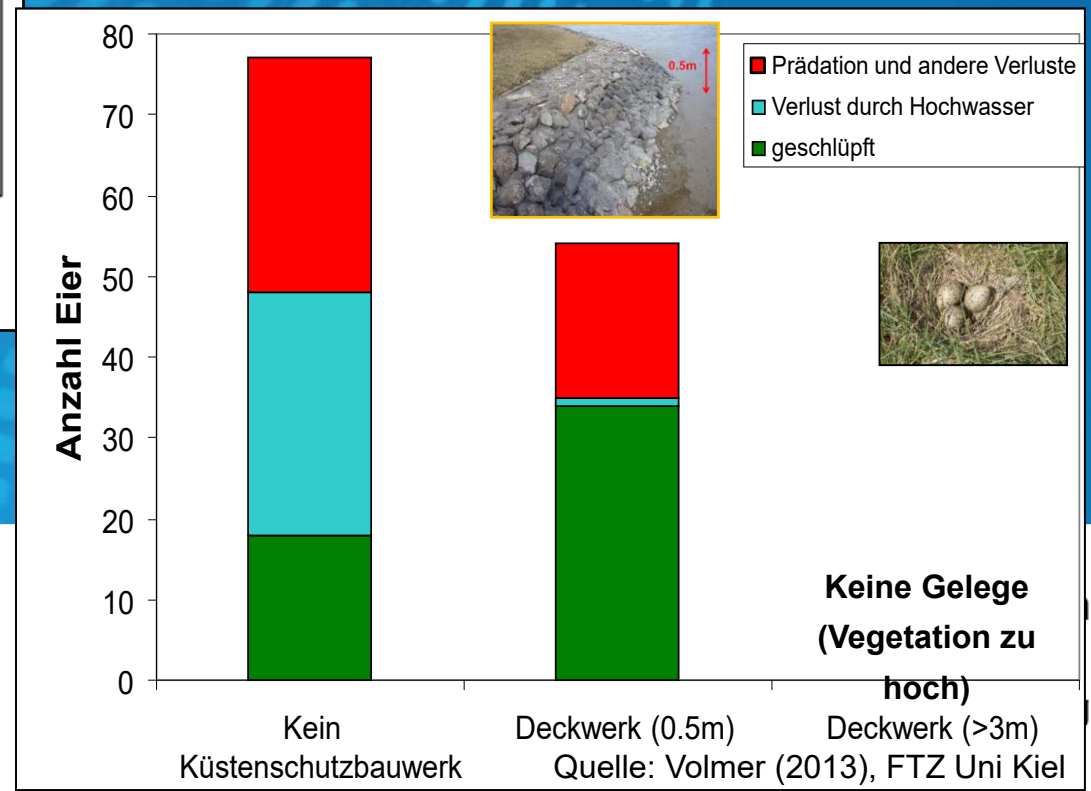 80
70
60
50
40
30
20
10
0
Anzahl Eier
0.5m
Prädation und andere Verluste
Verlust durch Hochwasser
geschlüpft
Keine Gelege
(Vegetation zu
hoch)
Kein
Küstenschutzbauwerk
Deckwerk (0.5m)
Deckwerk (>3m)
Quelle: Volmer (2013), FTZ Uni Kiel